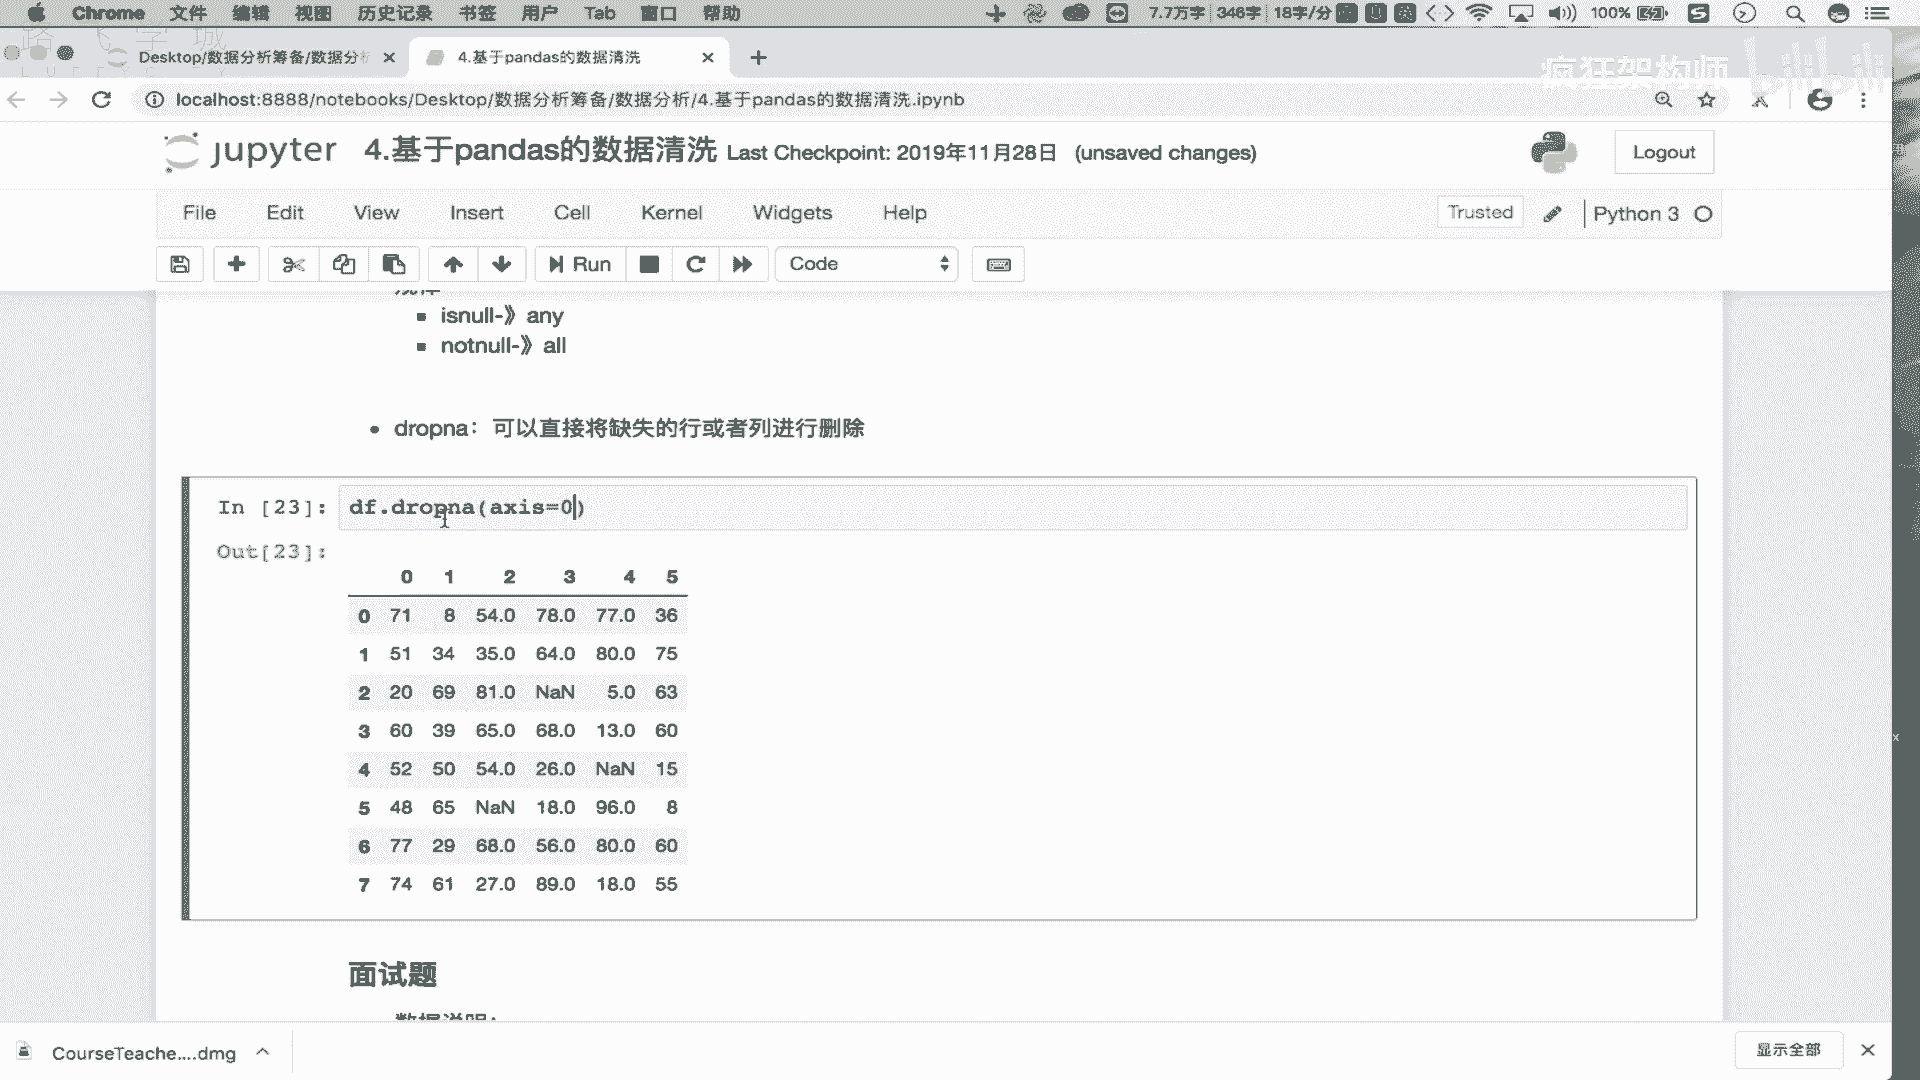 Chrome 文件 编辑 视图 历史记录 书签 用户 Tab 窗口 帮助 7.7万字 346字 18字/分 100%
Desktop/数据分析筹备/数据分 4.基于pandas的数据清洗
疯狂架构师 bilibili
localhost:8888/notebooks/Desktop/数据分析筹备/数据分析/4.基于pandas的数据清洗.ipynb
jupyter 4.基于pandas的数据清洗 Last Checkpoint: 2019年11月28日 (unsaved changes) Logout
File Edit View Insert Cell Kernel Widgets Help Trusted Python 3
Run Code
isnull-》any
notnull-》all
dropna：可以直接将缺失的行或者列进行删除
In [23]: df.dropna(axis=0)
Out[23]:
0 1 2 3 4 5
0 71 8 54.0 78.0 77.0 36
1 51 34 35.0 64.0 80.0 75
2 20 69 81.0 NaN 5.0 63
3 60 39 65.0 68.0 13.0 60
4 52 50 54.0 26.0 NaN 15
5 48 65 NaN 18.0 96.0 8
6 77 29 68.0 56.0 80.0 60
7 74 61 27.0 89.0 18.0 55
面试题
数据说明：
CourseTeache....dmg 显示全部